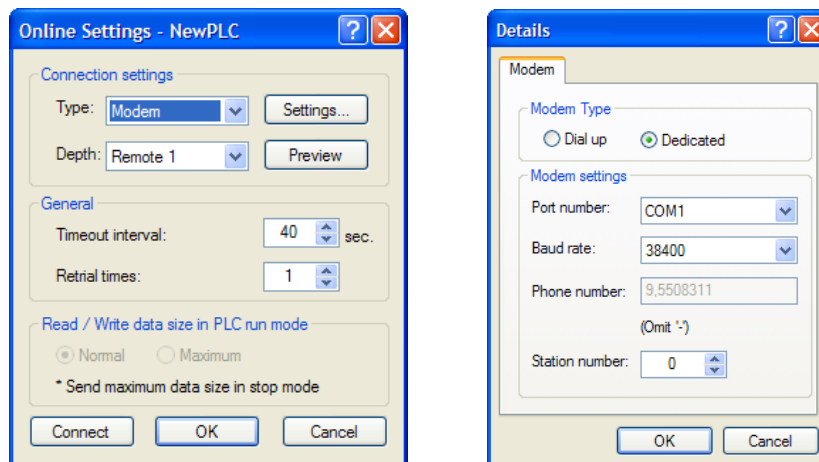 Online Settings - NewPLC
Connection settings
Type: Modem Settings...
Depth: Remote 1 Preview
General
Timeout interval: 40 sec.
Retrial times: 1
Read / Write data size in PLC run mode
Normal Maximum
* Send maximum data size in stop mode
Connect OK Cancel
Details
Modem
Modem Type
Dial up Dedicated
Modem settings
Port number: COM1
Baud rate: 38400
Phone number: 9,5508311
(Omit '-')
Station number: 0
OK Cancel